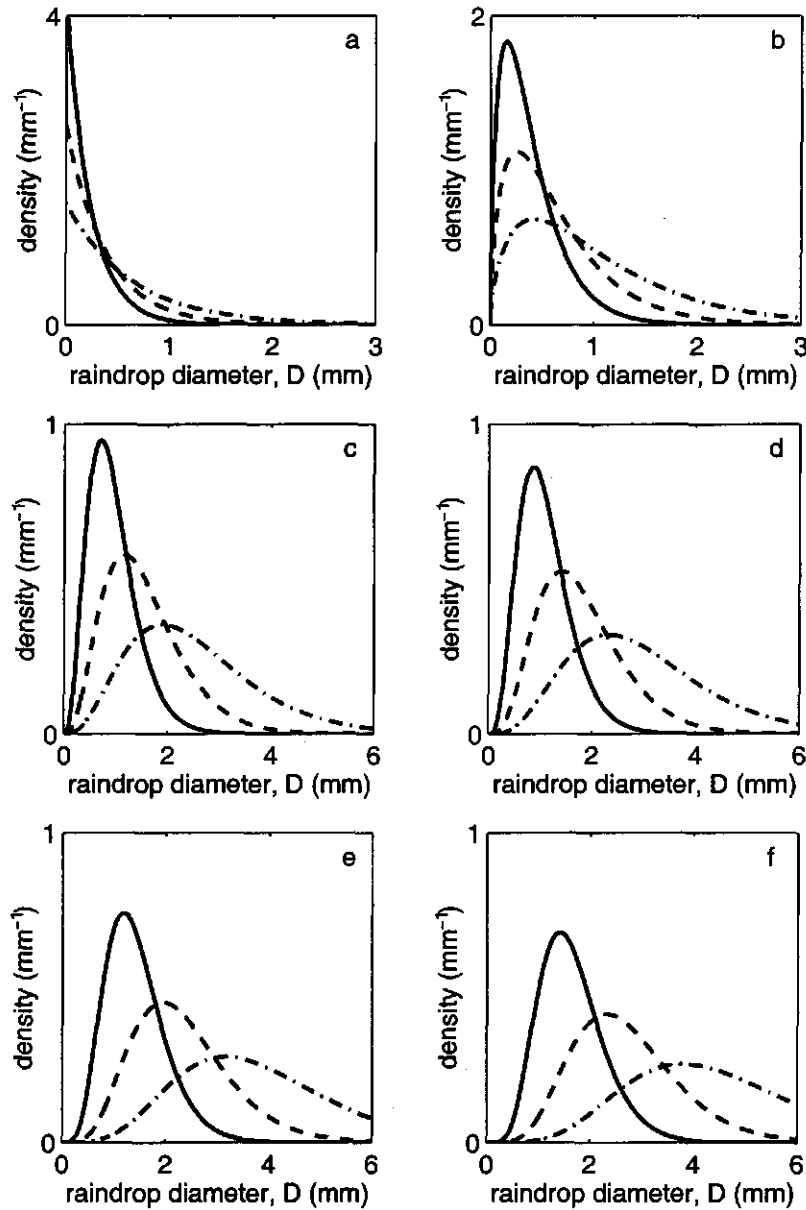 4
a
density (mm⁻¹)
0
0 1 2 3
raindrop diameter, D (mm)
2
b
density (mm⁻¹)
0
0 1 2 3
raindrop diameter, D (mm)
1
c
density (mm⁻¹)
0
0 2 4 6
raindrop diameter, D (mm)
1
d
density (mm⁻¹)
0
0 2 4 6
raindrop diameter, D (mm)
1
e
density (mm⁻¹)
0
0 2 4 6
raindrop diameter, D (mm)
1
f
density (mm⁻¹)
0
0 2 4 6
raindrop diameter, D (mm)